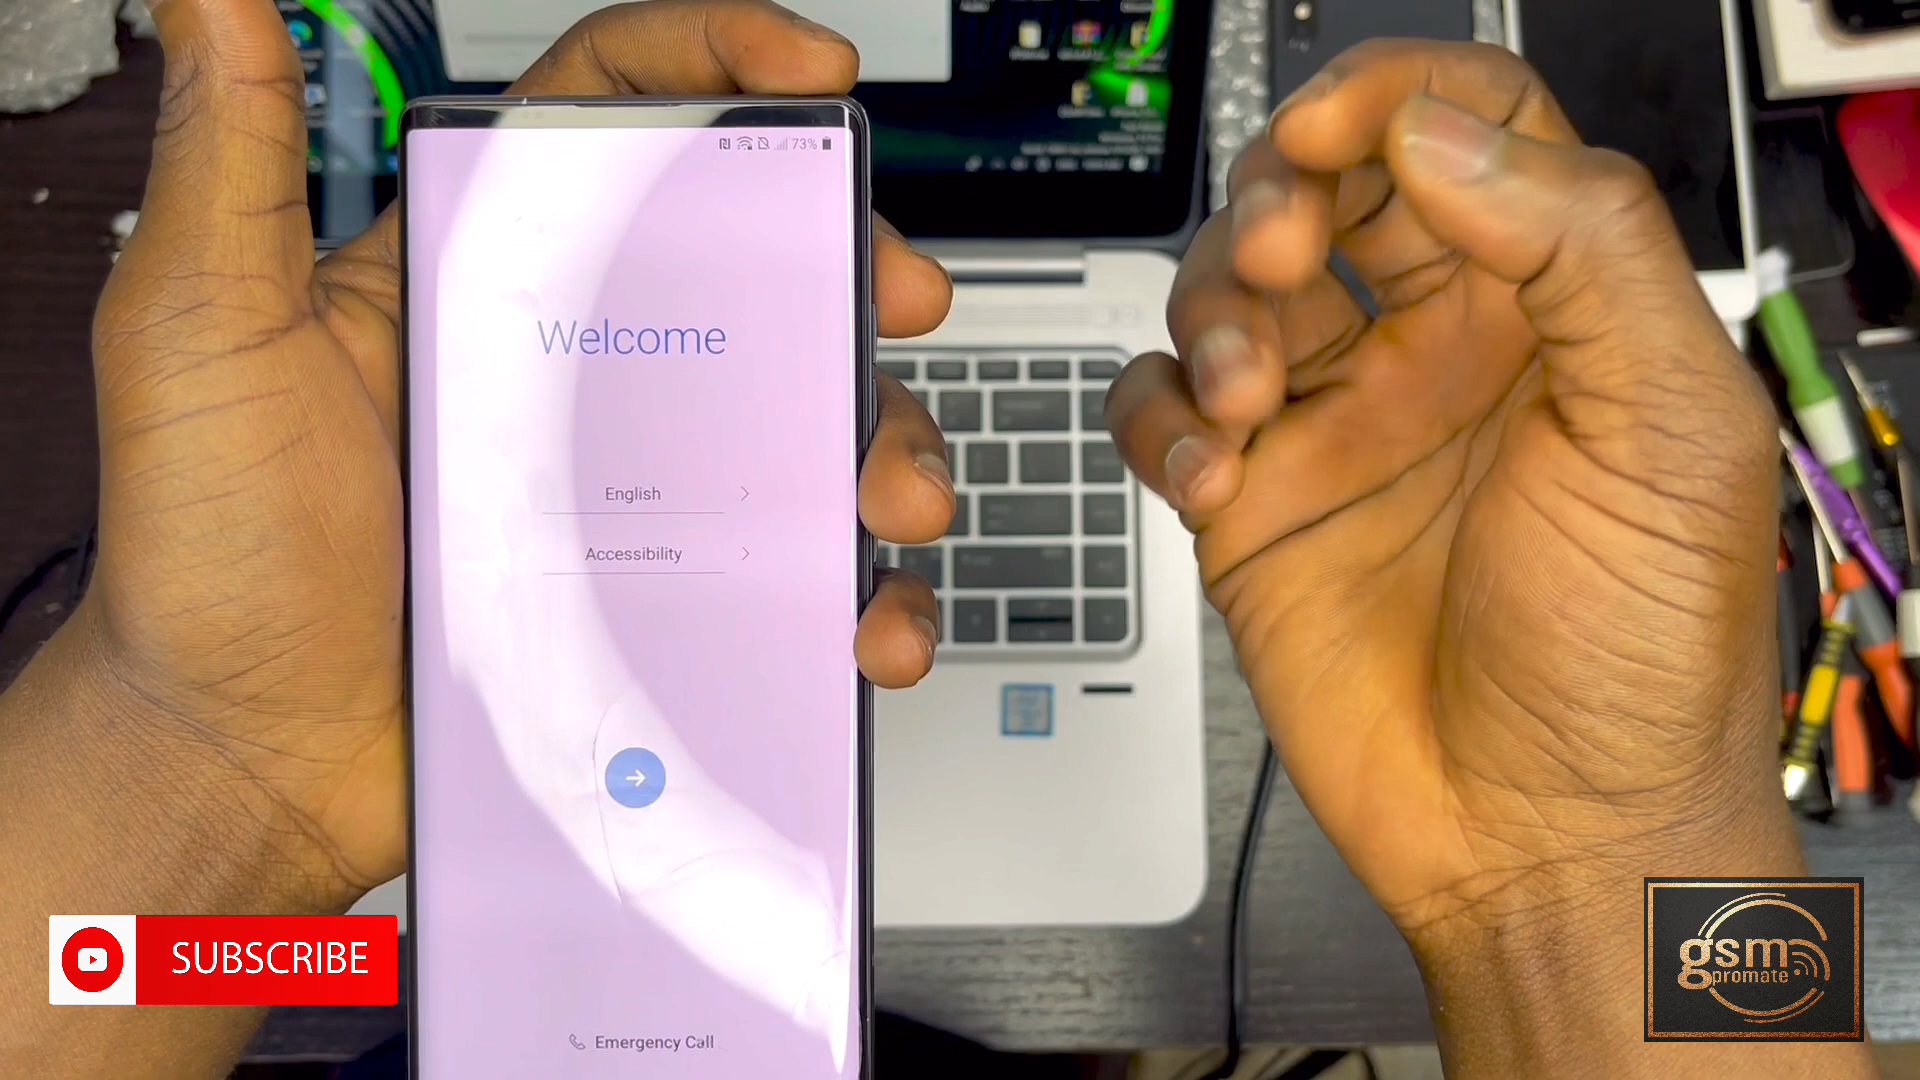 73%
Welcome
English
Accessibility
Emergency Call
SUBSCRIBE
gsm
promate